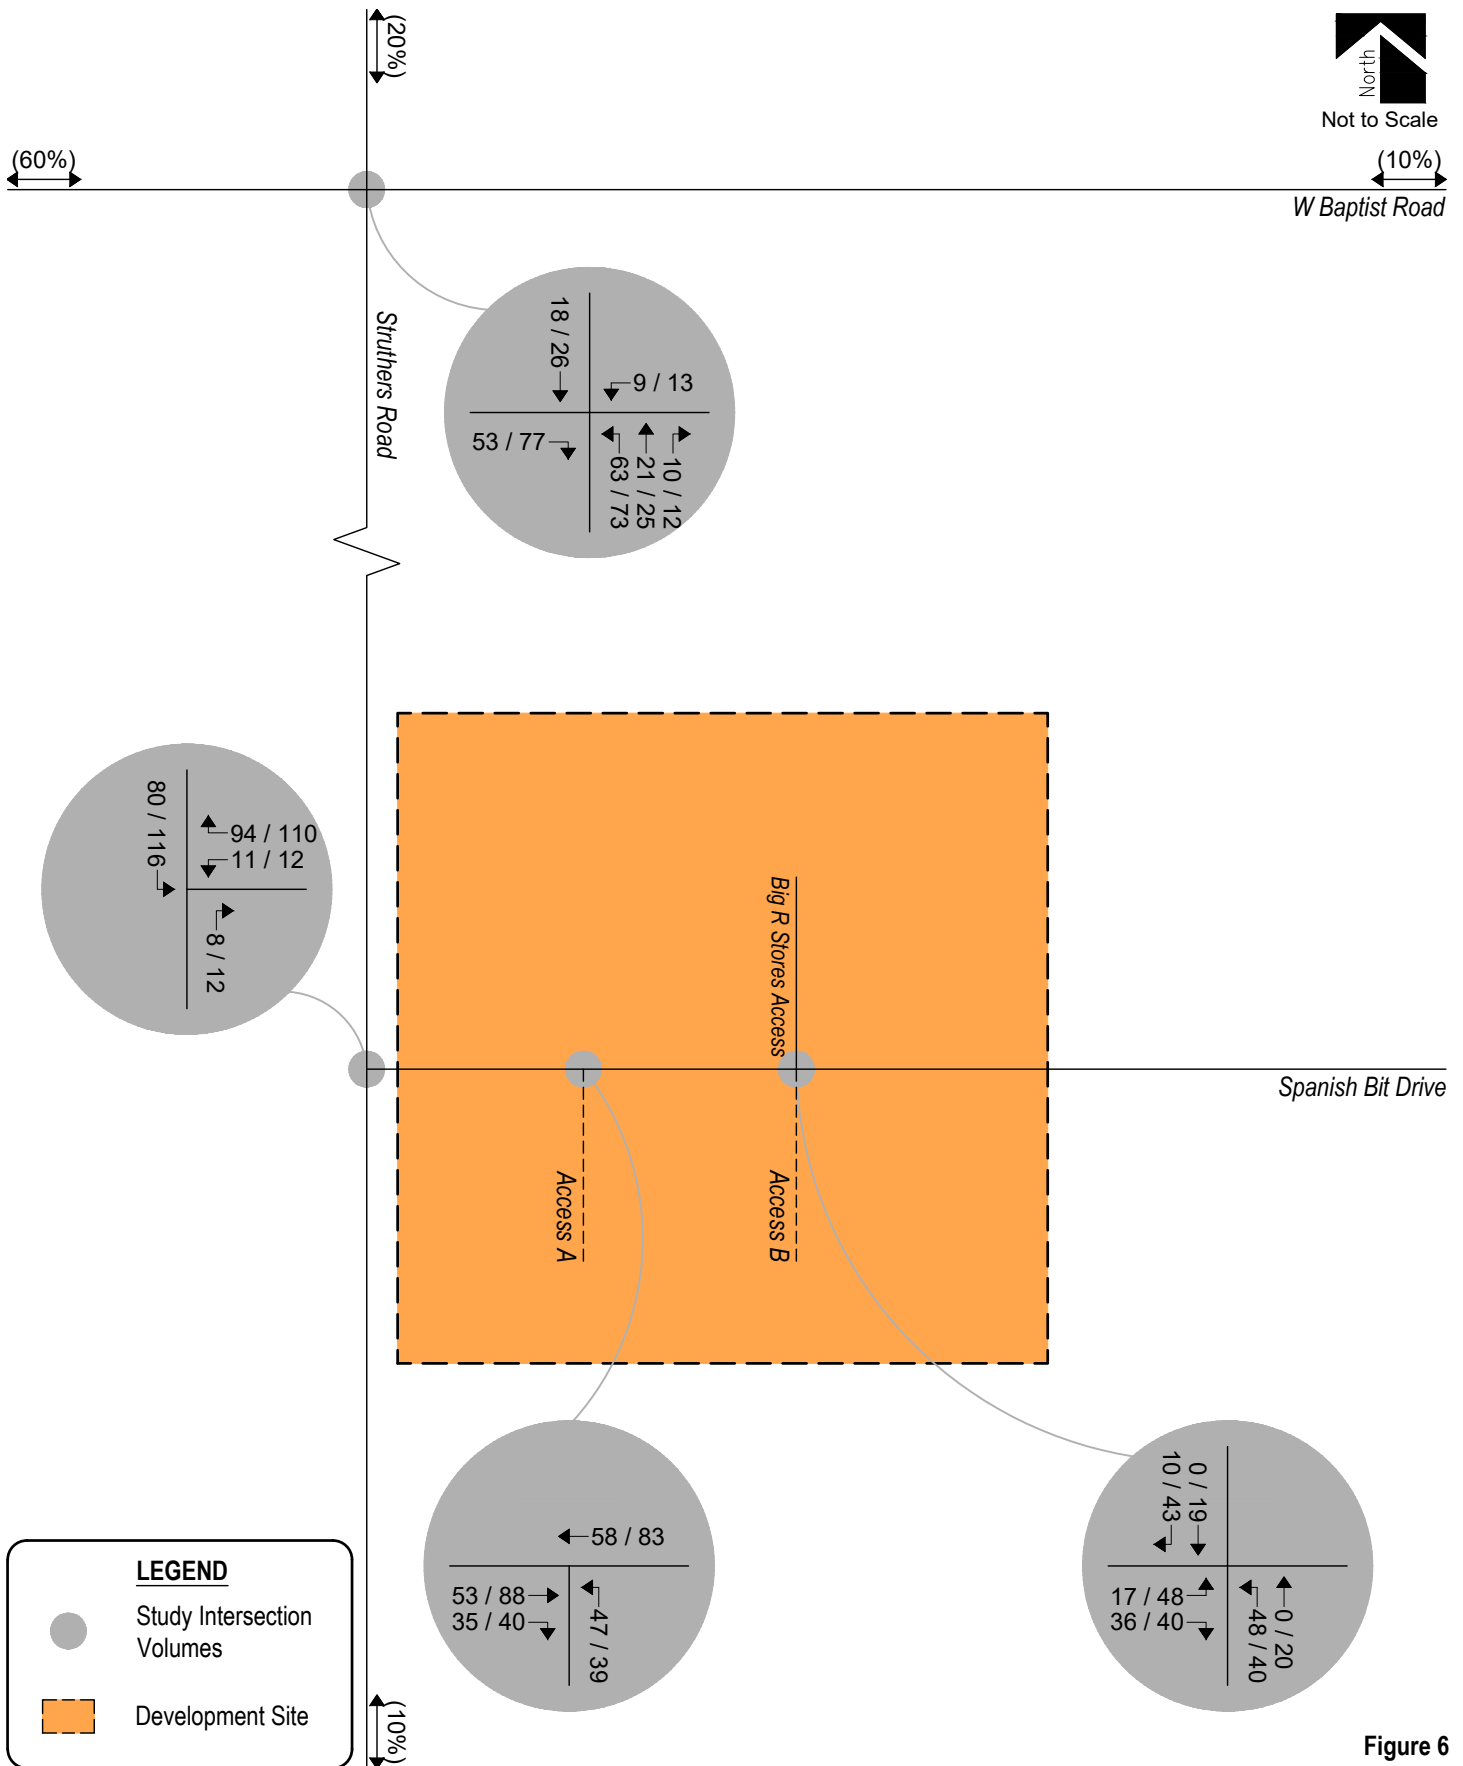 (20%)
North
Not to Scale
(60%)
(10%)
W Baptist Road
Struthers Road
18 / 26
9 / 13
53 / 77
10 / 12
21 / 25
63 / 73
80 / 116
94 / 110
11 / 12
8 / 12
Big R Stores Access
Spanish Bit Drive
Access A
Access B
58 / 83
53 / 88
35 / 40
47 / 39
0 / 19
10 / 43
17 / 48
36 / 40
0 / 20
48 / 40
LEGEND
Study Intersection
Volumes
Development Site
(10%)
Figure 6